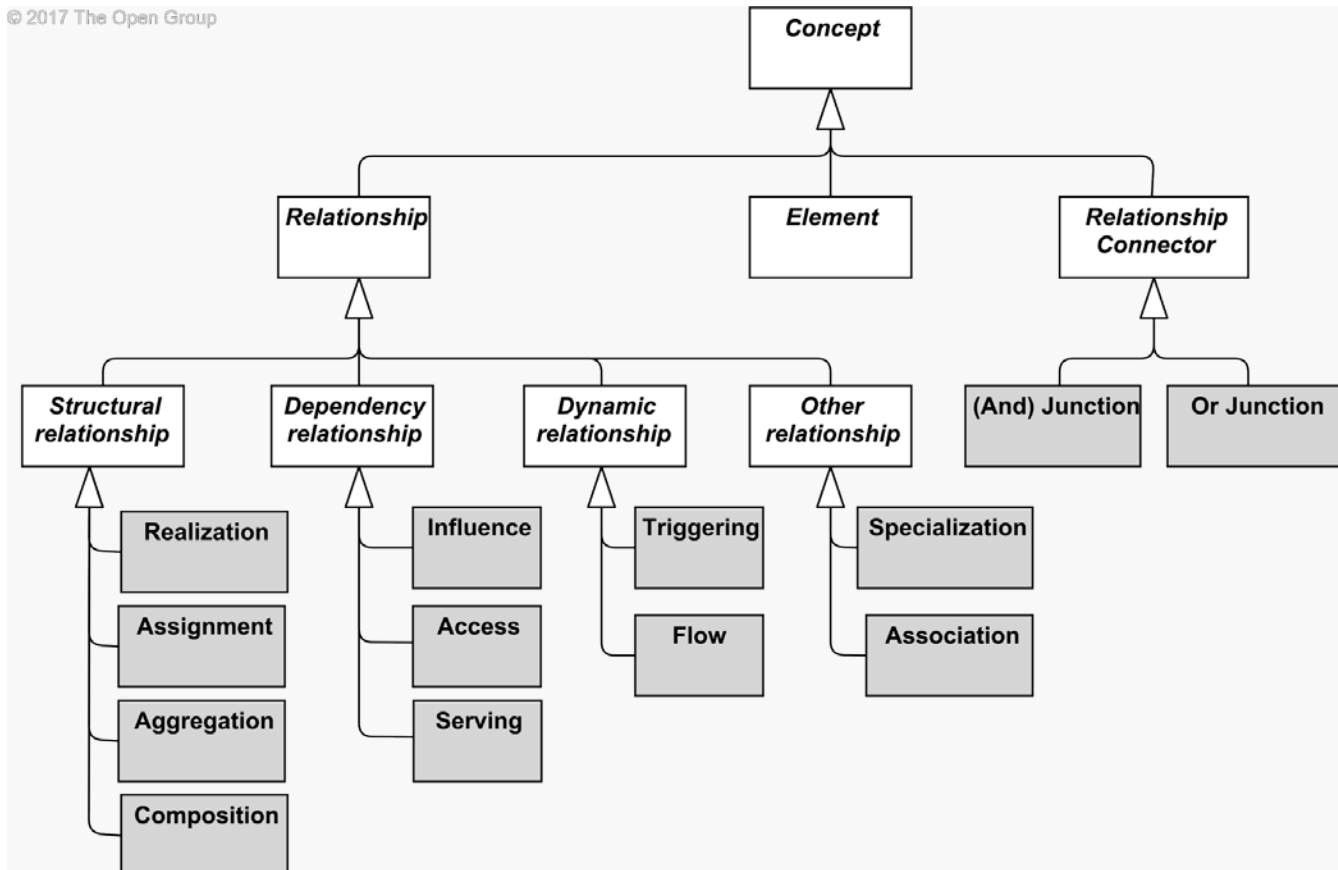 © 2017 The Open Group
Concept
Relationship
Element
Relationship
Connector
Structural
relationship
Dependency
relationship
Dynamic
relationship
Other
relationship
(And) Junction
Or Junction
Realization
Influence
Triggering
Specialization
Assignment
Access
Flow
Association
Aggregation
Serving
Composition